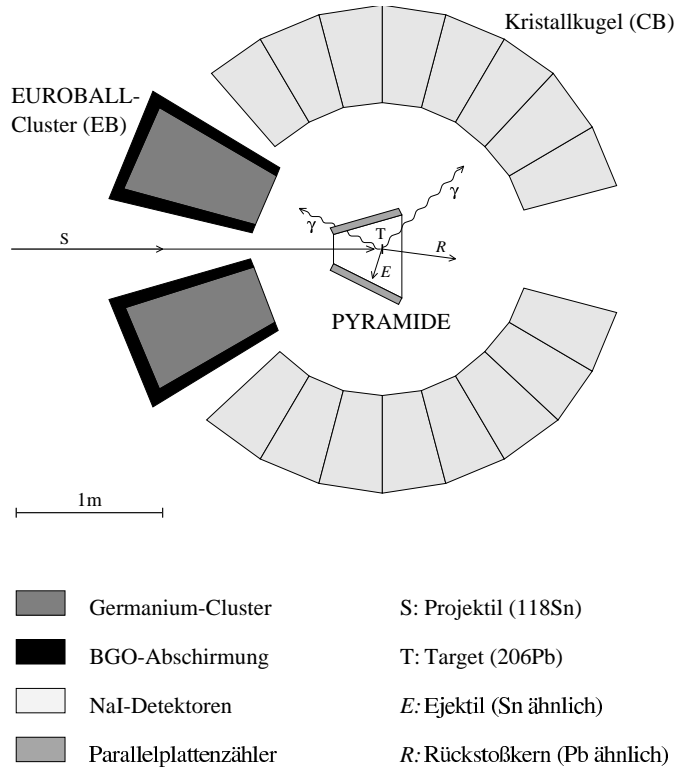 Kristallkugel (CB)
EUROBALL-
Cluster (EB)
γ
γ
S
T
R
E
PYRAMIDE
1m
Germanium-Cluster
S: Projektil (118Sn)
BGO-Abschirmung
T: Target (206Pb)
NaI-Detektoren
E: Ejektil (Sn ähnlich)
Parallelplattenzähler
R: Rückstoßkern (Pb ähnlich)